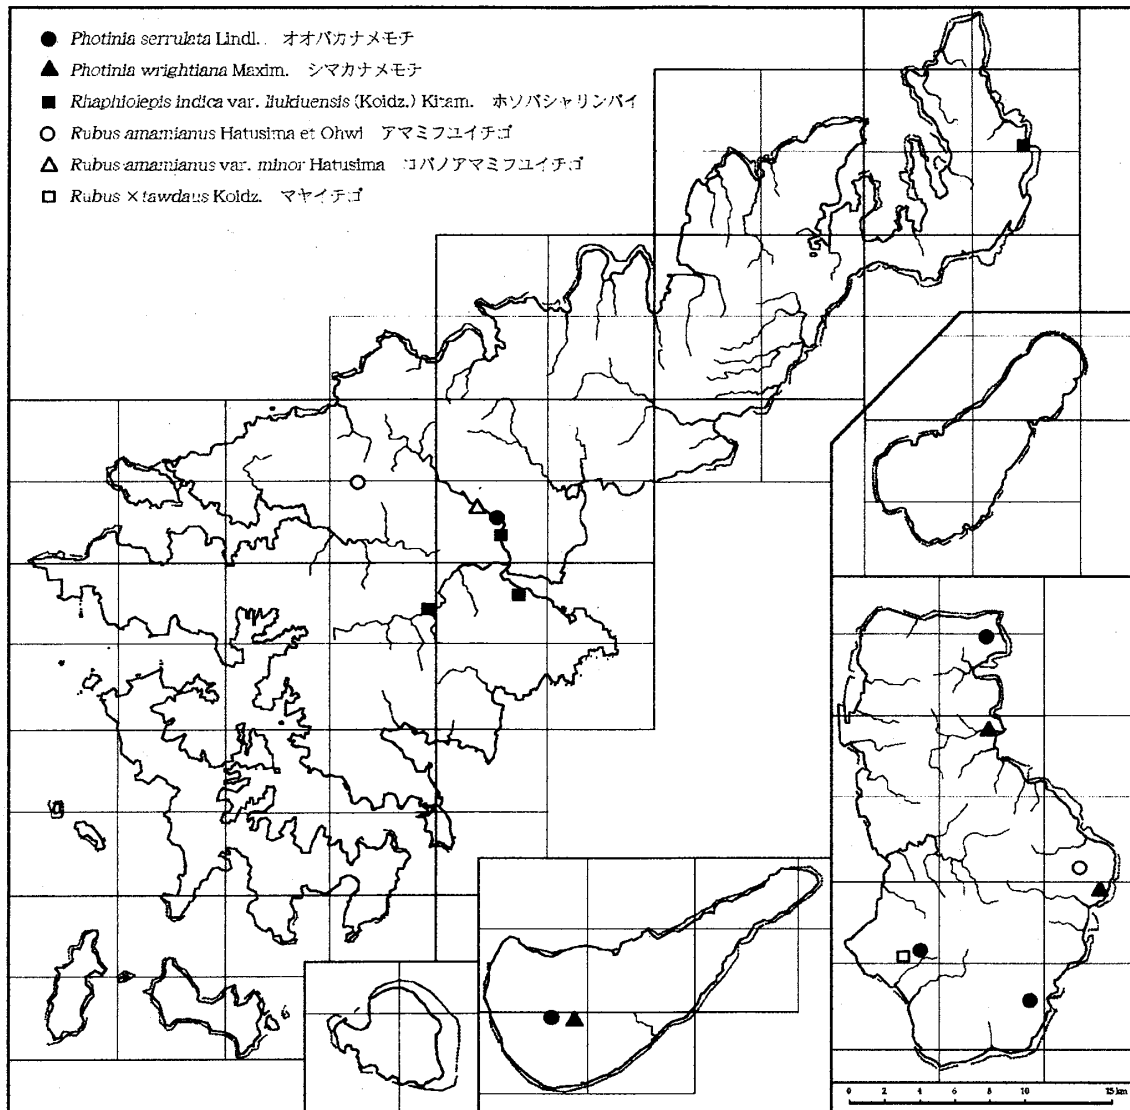 ● Photinia serrulata Lindl. オオバカナメモチ
▲ Photinia wrightiana Maxim. シマカナメモチ
■ Rhaphiolepis indica var. liukiuensis (Koidz.) Kitam. ホソバシャリンバイ
○ Rubus amamianus Hatusima et Ohwi アマミフユイチゴ
△ Rubus amamianus var. minor Hatusima コバノアマミフユイチゴ
□ Rubus × tawdaus Koidz. マヤイチゴ
0 2 4 6 8 10 15 km